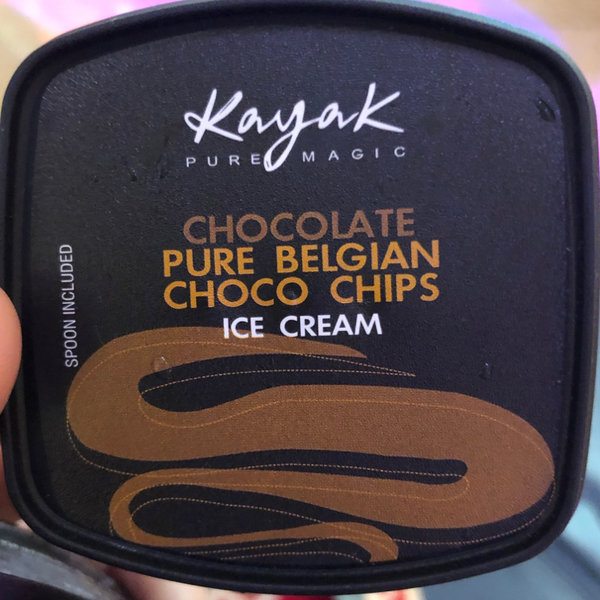 Kayak
PURE MAGIC
CHOCOLATE
PURE BELGIAN
CHOCO CHIPS
ICE CREAM
SPOON INCLUDED